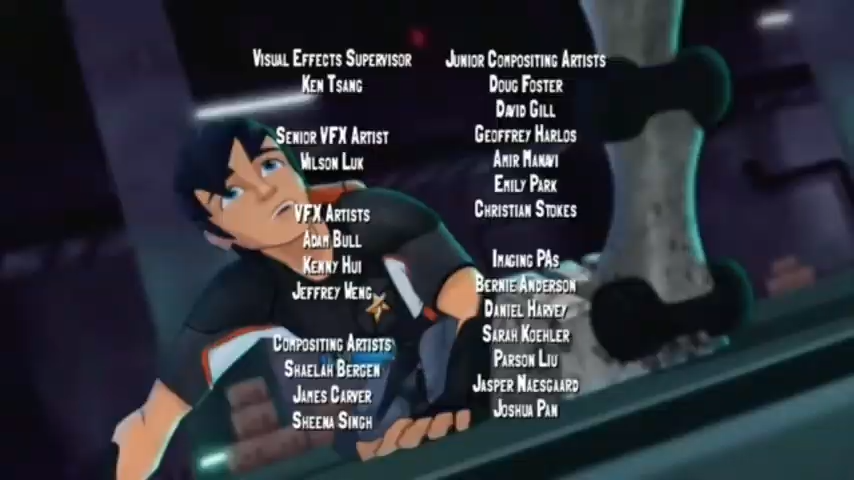 Visual Effects Supervisor
Ken Tsang
Senior VFX Artist
Wilson Luk
VFX Artists
Adam Bull
Kenny Hui
Jeffrey Weng
Compositing Artists
Shaelah Bergen
James Carver
Sheena Singh
Junior Compositing Artists
Doug Foster
David Gill
Geoffrey Harlos
Amir Manavi
Emily Park
Christian Stokes
Imaging PAs
Bernie Anderson
Daniel Harvey
Sarah Koehler
Parson Liu
Jasper Naesgaard
Joshua Pan